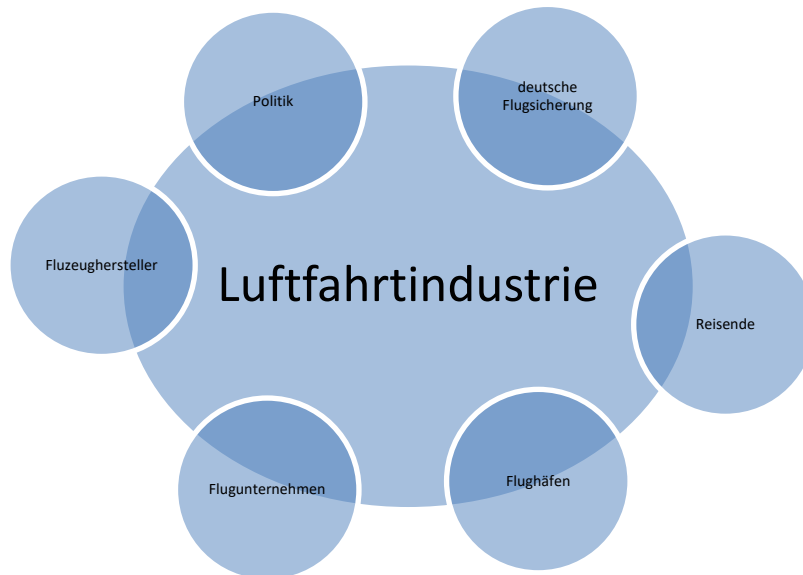 Politik
deutsche
Flugsicherung
Fluzeughersteller
Luftfahrtindustrie
Reisende
Flugunternehmen
Flughäfen